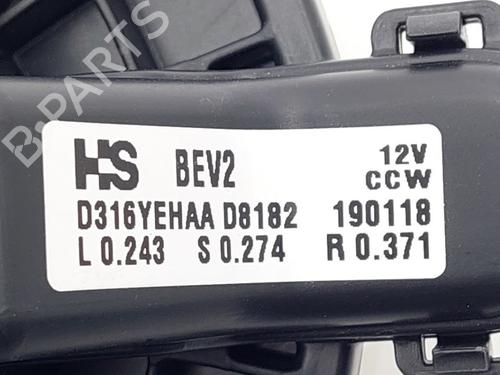 HS BEV2 12V
CCW
D316YEHAA D8182 190118
L 0.243 S 0.274 R 0.371
B-PARTS